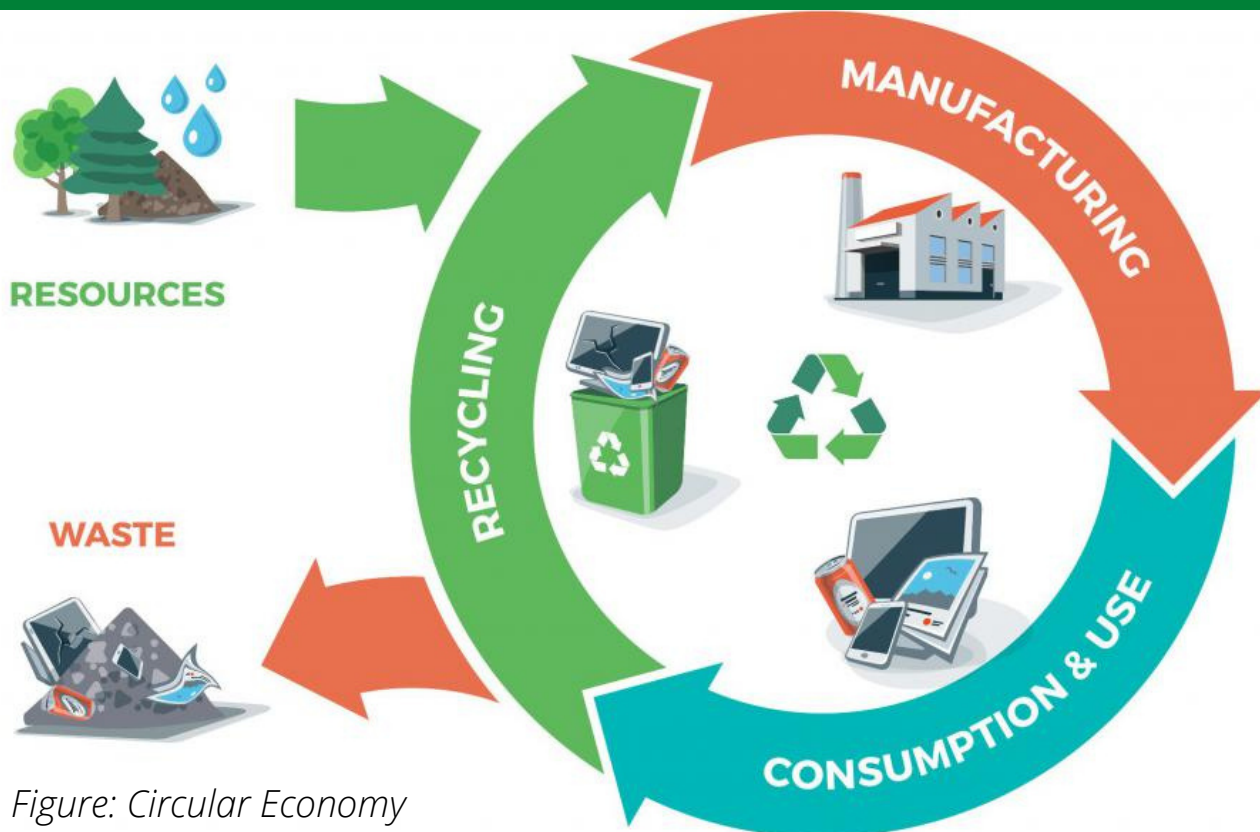 MANUFACTURING
RESOURCES
RECYCLING
WASTE
CONSUMPTION & USE
Figure: Circular Economy